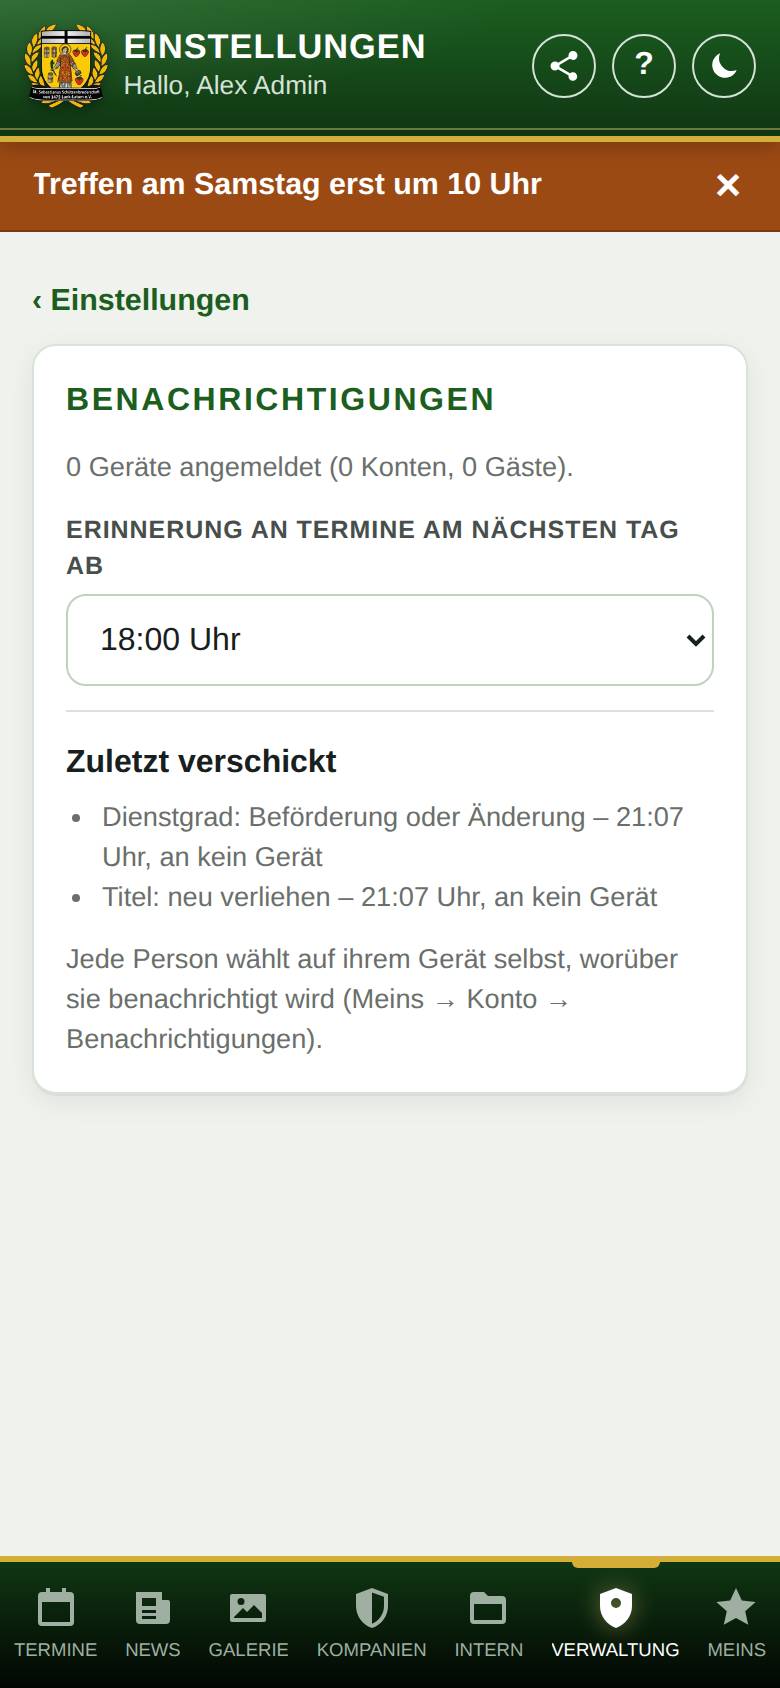 EINSTELLUNGEN
Hallo, Alex Admin
?
Treffen am Samstag erst um 10 Uhr
×
‹ Einstellungen
BENACHRICHTIGUNGEN
0 Geräte angemeldet (0 Konten, 0 Gäste).
ERINNERUNG AN TERMINE AM NÄCHSTEN TAG
AB
18:00 Uhr
Zuletzt verschickt
• Dienstgrad: Beförderung oder Änderung – 21:07
Uhr, an kein Gerät
• Titel: neu verliehen – 21:07 Uhr, an kein Gerät
Jede Person wählt auf ihrem Gerät selbst, worüber
sie benachrichtigt wird (Meins → Konto →
Benachrichtigungen).
TERMINE NEWS GALERIE KOMPANIEN INTERN VERWALTUNG MEINS